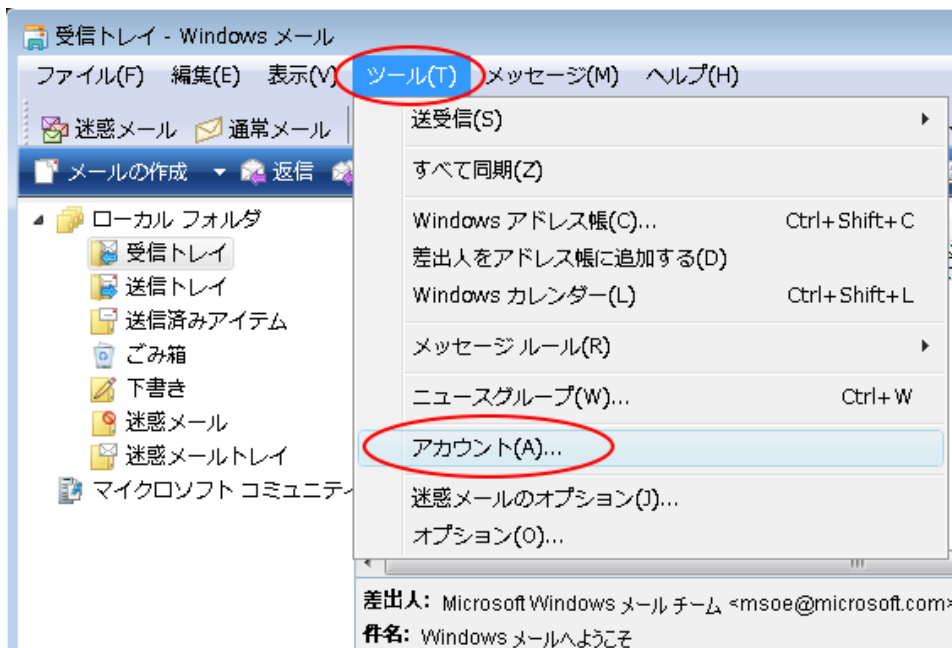 受信トレイ - Windows メール
ファイル(F) 編集(E) 表示(V) ツール(T) メッセージ(M) ヘルプ(H)
迷惑メール 通常メール
メールの作成 返信
送受信(S)
すべて同期(Z)
Windows アドレス帳(C)... Ctrl+Shift+C
差出人をアドレス帳に追加する(D)
Windows カレンダー(L) Ctrl+Shift+L
メッセージ ルール(R)
ニュースグループ(W)... Ctrl+W
アカウント(A)...
迷惑メールのオプション(J)...
オプション(O)...
ローカル フォルダ
受信トレイ
送信トレイ
送信済みアイテム
ごみ箱
下書き
迷惑メール
迷惑メールトレイ
マイクロソフト コミュニティ
差出人: Microsoft Windows メール チーム <msoe@microsoft.com>
件名: Windows メールへようこそ